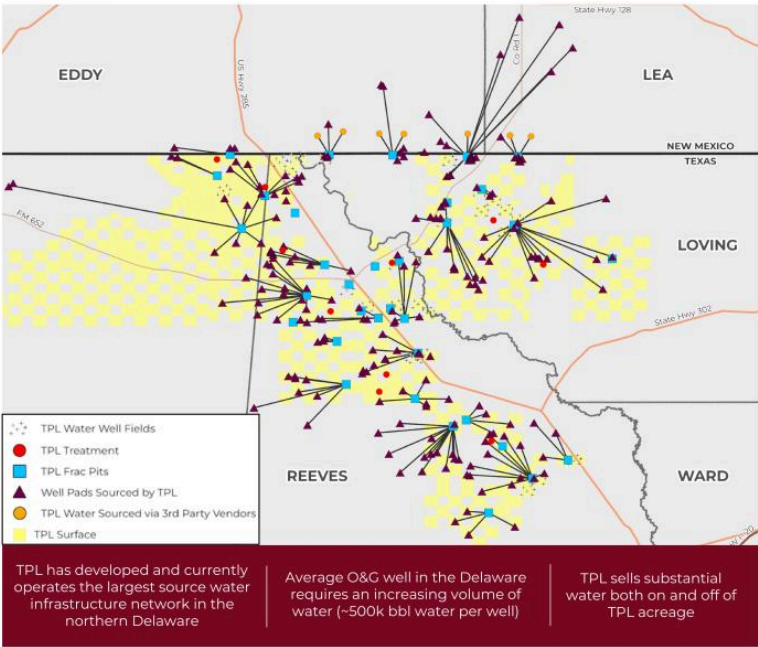 State Hwy 128
EDDY
LEA
US Hwy 285
Co Rd 1
NEW MEXICO
TEXAS
FM 652
LOVING
State Hwy 302
TPL Water Well Fields
TPL Treatment
TPL Frac Pits
Well Pads Sourced by TPL
TPL Water Sourced via 3rd Party Vendors
TPL Surface
REEVES
WARD
W I-20
TPL has developed and currently
operates the largest source water
infrastructure network in the
northern Delaware
Average O&G well in the Delaware
requires an increasing volume of
water (~500k bbl water per well)
TPL sells substantial
water both on and off of
TPL acreage